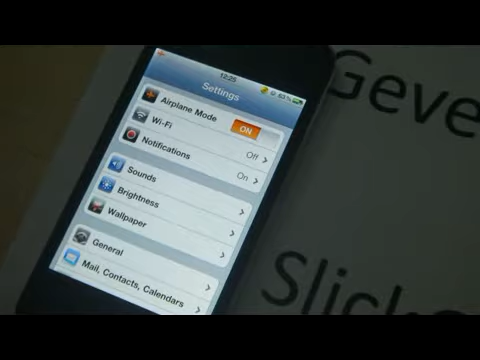 12:25
63 %
Settings
Airplane Mode ON
Wi-Fi Off
Notifications On
Sounds
Brightness
Wallpaper
General
Mail, Contacts, Calendars
Geve
Slick